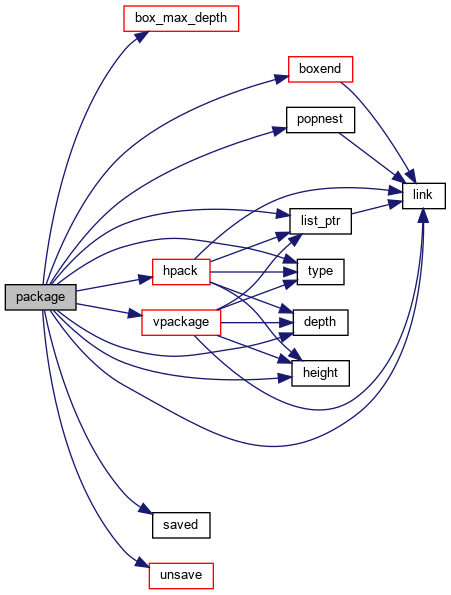 box_max_depth
boxend
popnest
link
list_ptr
hpack
type
package
vpackage
depth
height
saved
unsave